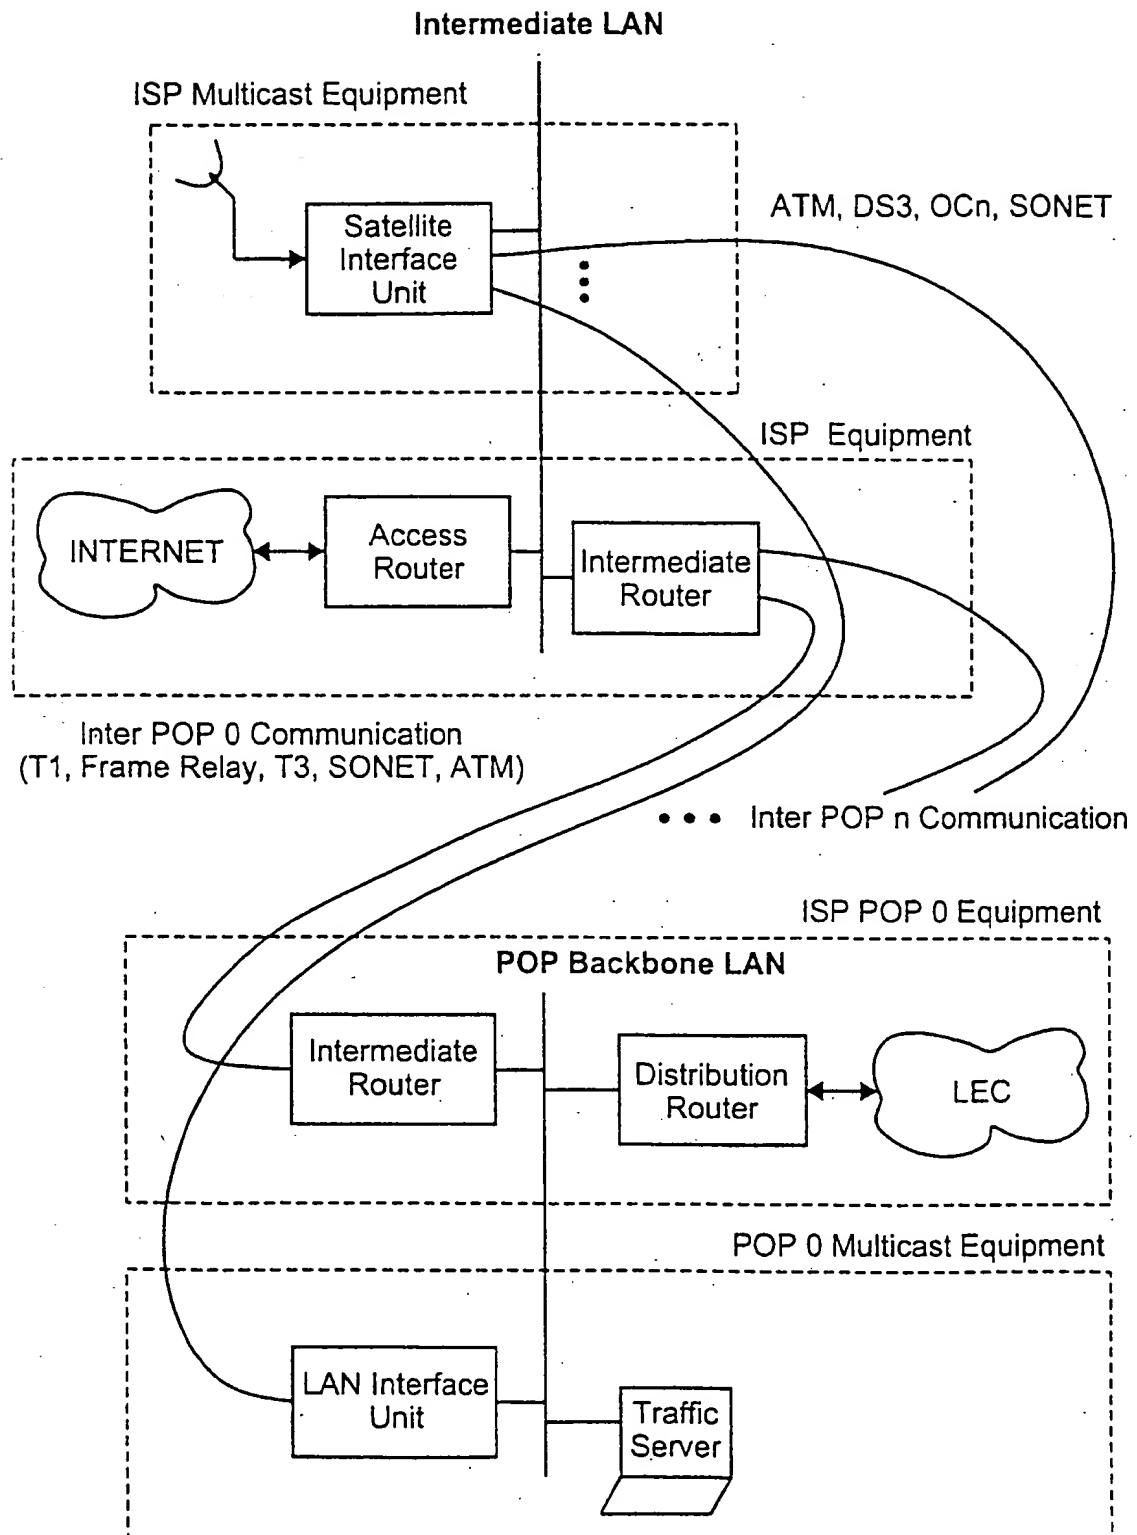 Intermediate LAN
ISP Multicast Equipment
ATM, DS3, OCn, SONET
Satellite
Interface
Unit
ISP Equipment
INTERNET
Access
Router
Intermediate
Router
Inter POP 0 Communication
(T1, Frame Relay, T3, SONET, ATM)
Inter POP n Communication
ISP POP 0 Equipment
POP Backbone LAN
Intermediate
Router
Distribution
Router
LEC
POP 0 Multicast Equipment
LAN Interface
Unit
Traffic
Server